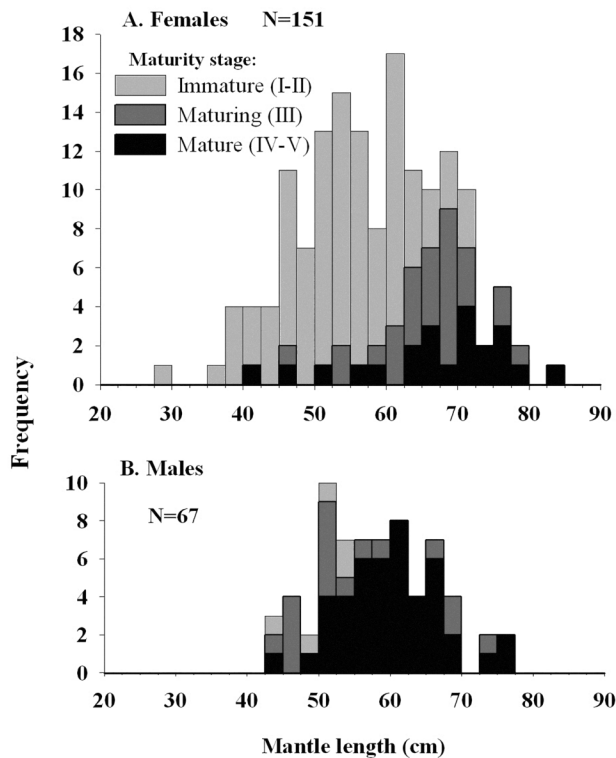 A. Females N=151
18
Maturity stage:
16
Immature (I-II)
14
Maturing (III)
12
Mature (IV-V)
10
8
6
4
2
0
20 30 40 50 60 70 80 90
Frequency
B. Males
10
N=67
8
6
4
2
0
20 30 40 50 60 70 80 90
Mantle length (cm)